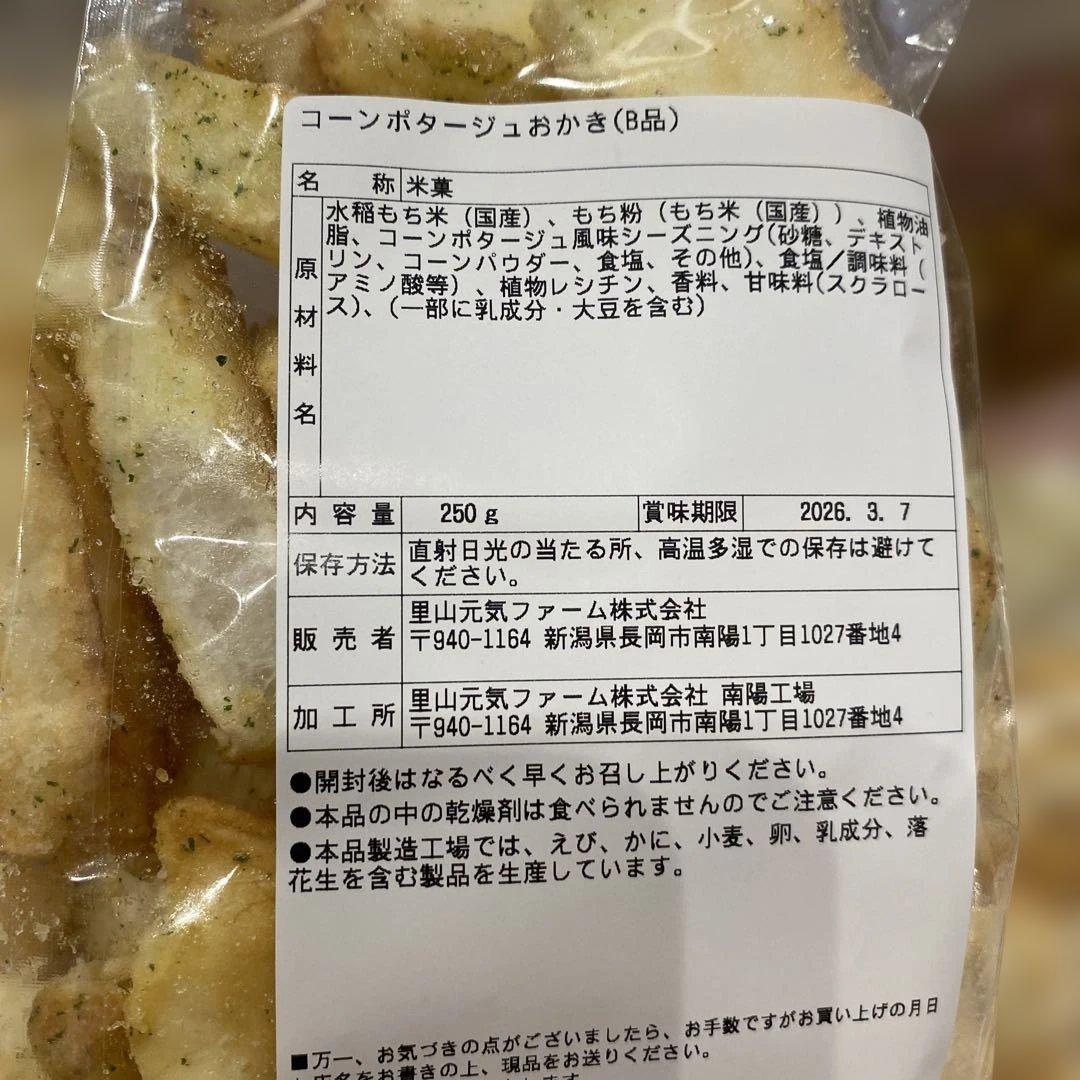 コーンポタージュおかき(B品)
名称 米菓
原材料名 水稲もち米(国産)、もち粉(もち米(国産))、植物油
脂、コーンポタージュ風味シーズニング(砂糖、デキスト
リン、コーンパウダー、食塩、その他)、食塩/調味料(
アミノ酸等)、植物レシチン、香料、甘味料(スクラロー
ス)、(一部に乳成分・大豆を含む)
内容量 250g 賞味期限 2026. 3. 7
保存方法 直射日光の当たる所、高温多湿での保存は避けて
ください。
販売者 里山元気ファーム株式会社
〒940-1164 新潟県長岡市南陽1丁目1027番地4
加工所 里山元気ファーム株式会社 南陽工場
〒940-1164 新潟県長岡市南陽1丁目1027番地4
●開封後はなるべく早くお召し上がりください。
●本品の中の乾燥剤は食べられませんのでご注意ください。
●本品製造工場では、えび、かに、小麦、卵、乳成分、落
花生を含む製品を生産しています。
■万一、お気づきの点がございましたら、お手数ですがお買い上げの月日
店名をお書きの上、現品をお送りください。